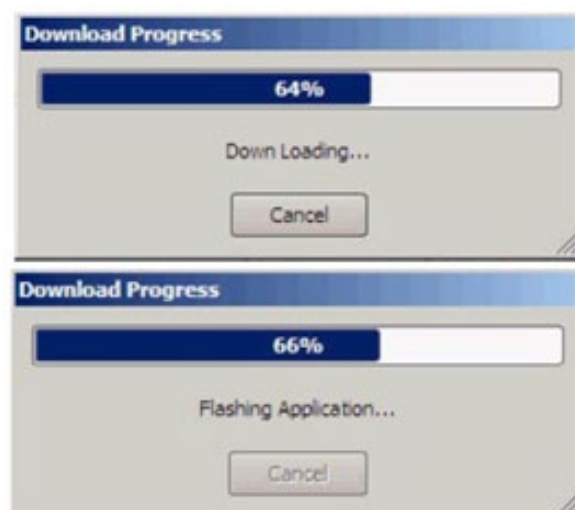 Download Progress
64%
Down Loading...
Cancel
Download Progress
66%
Flashing Application...
Cancel